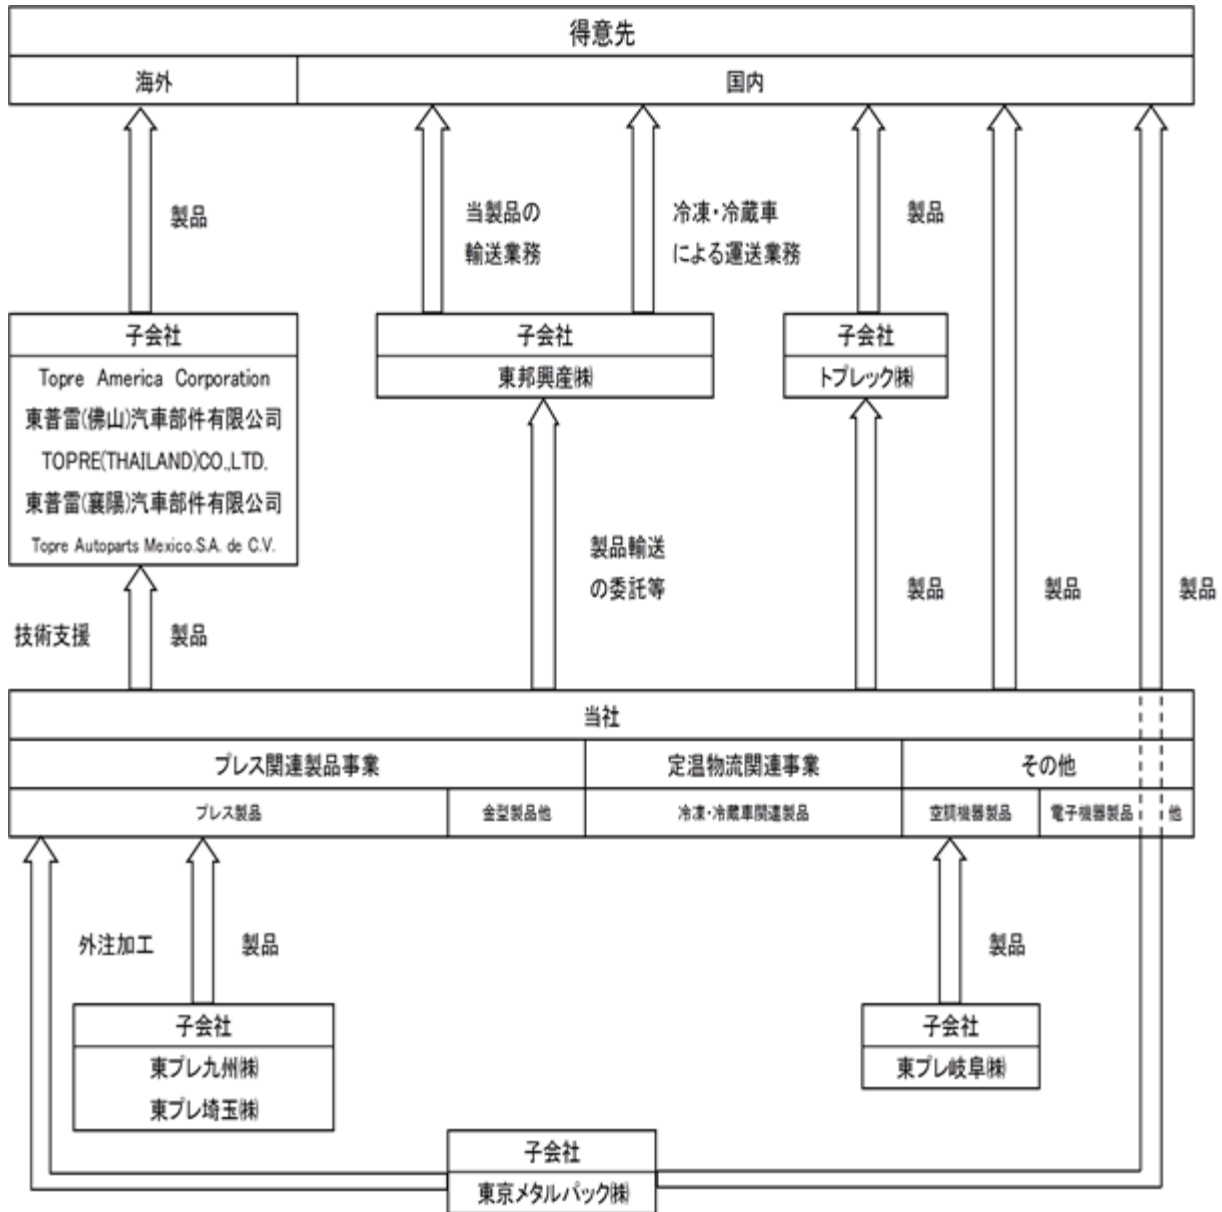 得意先
海外
国内
製品
当製品の
輸送業務
冷凍・冷蔵車
による運送業務
製品
子会社
Topre America Corporation
東普雷(佛山)汽車部件有限公司
TOPRE(THAILAND)CO.,LTD.
東普雷(襄陽)汽車部件有限公司
Topre Autoparts Mexico.S.A. de C.V.
子会社
東邦興産㈱
子会社
トプレック㈱
技術支援
製品
製品輸送
の委託等
製品
製品
製品
当社
プレス関連製品事業
定温物流関連事業
その他
プレス製品
金型製品他
冷凍・冷蔵車関連製品
空調機器製品
電子機器製品
他
外注加工
製品
製品
子会社
東プレ九州㈱
東プレ埼玉㈱
子会社
東プレ岐阜㈱
子会社
東京メタルパック㈱